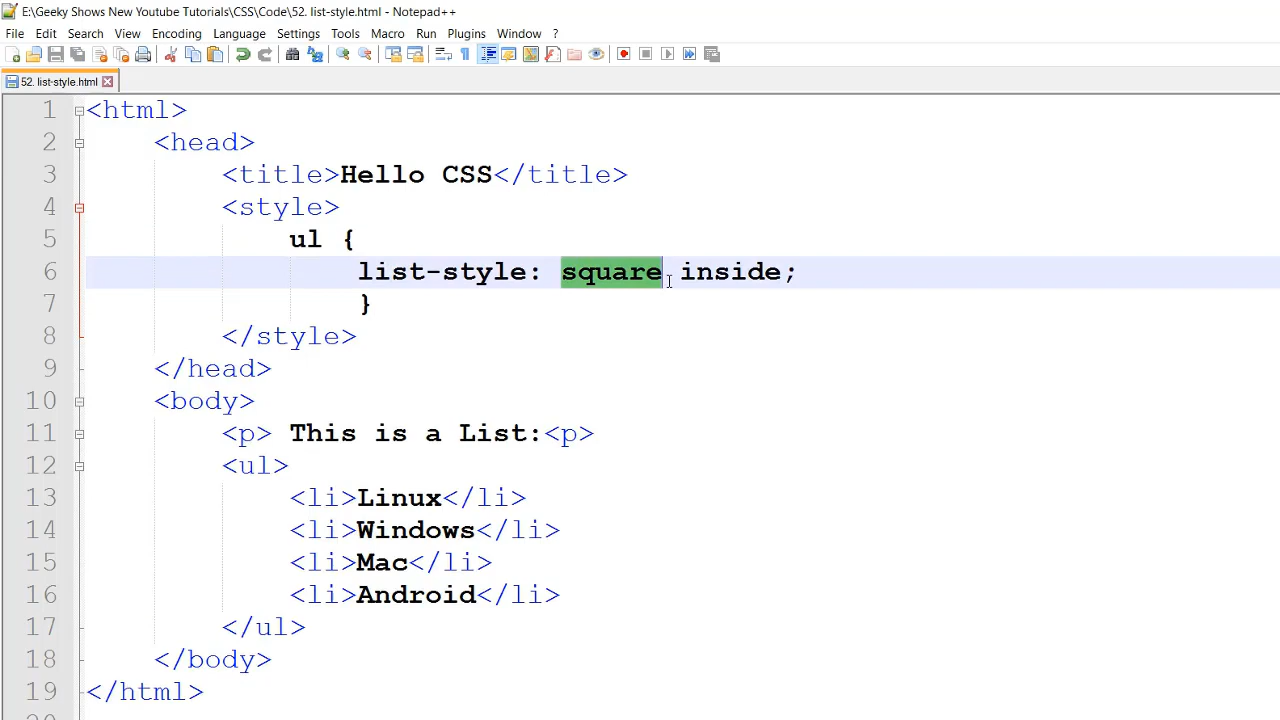 E:\Geeky Shows New Youtube Tutorials\CSS\Code\52. list-style.html - Notepad++
File Edit Search View Encoding Language Settings Tools Macro Run Plugins Window ?
52. list-style.html
1 <html>
2 <head>
3 <title>Hello CSS</title>
4 <style>
5 ul {
6 list-style: square inside;
7 }
8 </style>
9 </head>
10 <body>
11 <p> This is a List:<p>
12 <ul>
13 <li>Linux</li>
14 <li>Windows</li>
15 <li>Mac</li>
16 <li>Android</li>
17 </ul>
18 </body>
19 </html>
20